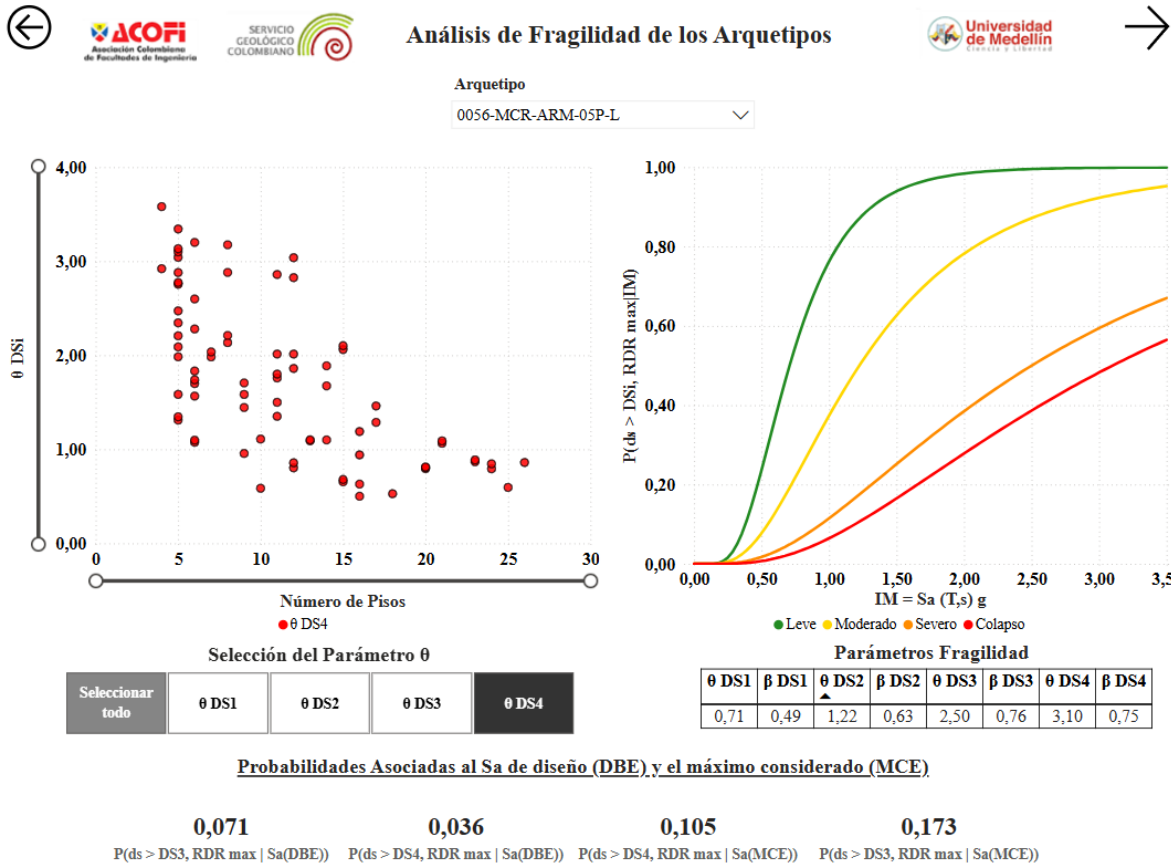 ACOFI
Asociación Colombiana
de Facultades de Ingeniería
SERVICIO
GEOLÓGICO
COLOMBIANO
Análisis de Fragilidad de los Arquetipos
Universidad
de Medellín
Ciencia y Libertad
Arquetipo
0056-MCR-ARM-05P-L
θ DSi
4,00
3,00
2,00
1,00
0,00
0 5 10 15 20 25 30
Número de Pisos
θ DS4
P(ds > DSi, RDR max|IM)
1,00
0,80
0,60
0,40
0,20
0,00
0,00 0,50 1,00 1,50 2,00 2,50 3,00 3,5
IM = Sa (T,s) g
Leve Moderado Severo Colapso
Selección del Parámetro θ
Seleccionar
todo
θ DS1 θ DS2 θ DS3 θ DS4
Parámetros Fragilidad
θ DS1 β DS1 θ DS2 β DS2 θ DS3 β DS3 θ DS4 β DS4
0,71 0,49 1,22 0,63 2,50 0,76 3,10 0,75
Probabilidades Asociadas al Sa de diseño (DBE) y el máximo considerado (MCE)
0,071 0,036 0,105 0,173
P(ds > DS3, RDR max | Sa(DBE)) P(ds > DS4, RDR max | Sa(DBE)) P(ds > DS4, RDR max | Sa(MCE)) P(ds > DS3, RDR max | Sa(MCE))